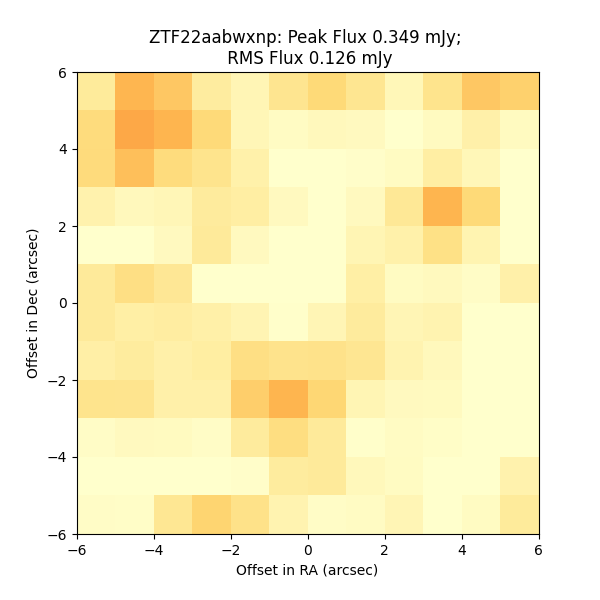 ZTF22aabwxnp: Peak Flux 0.349 mJy;
RMS Flux 0.126 mJy
6
4
2
0
−2
−4
−6
Offset in Dec (arcsec)
−6 −4 −2 0 2 4 6
Offset in RA (arcsec)